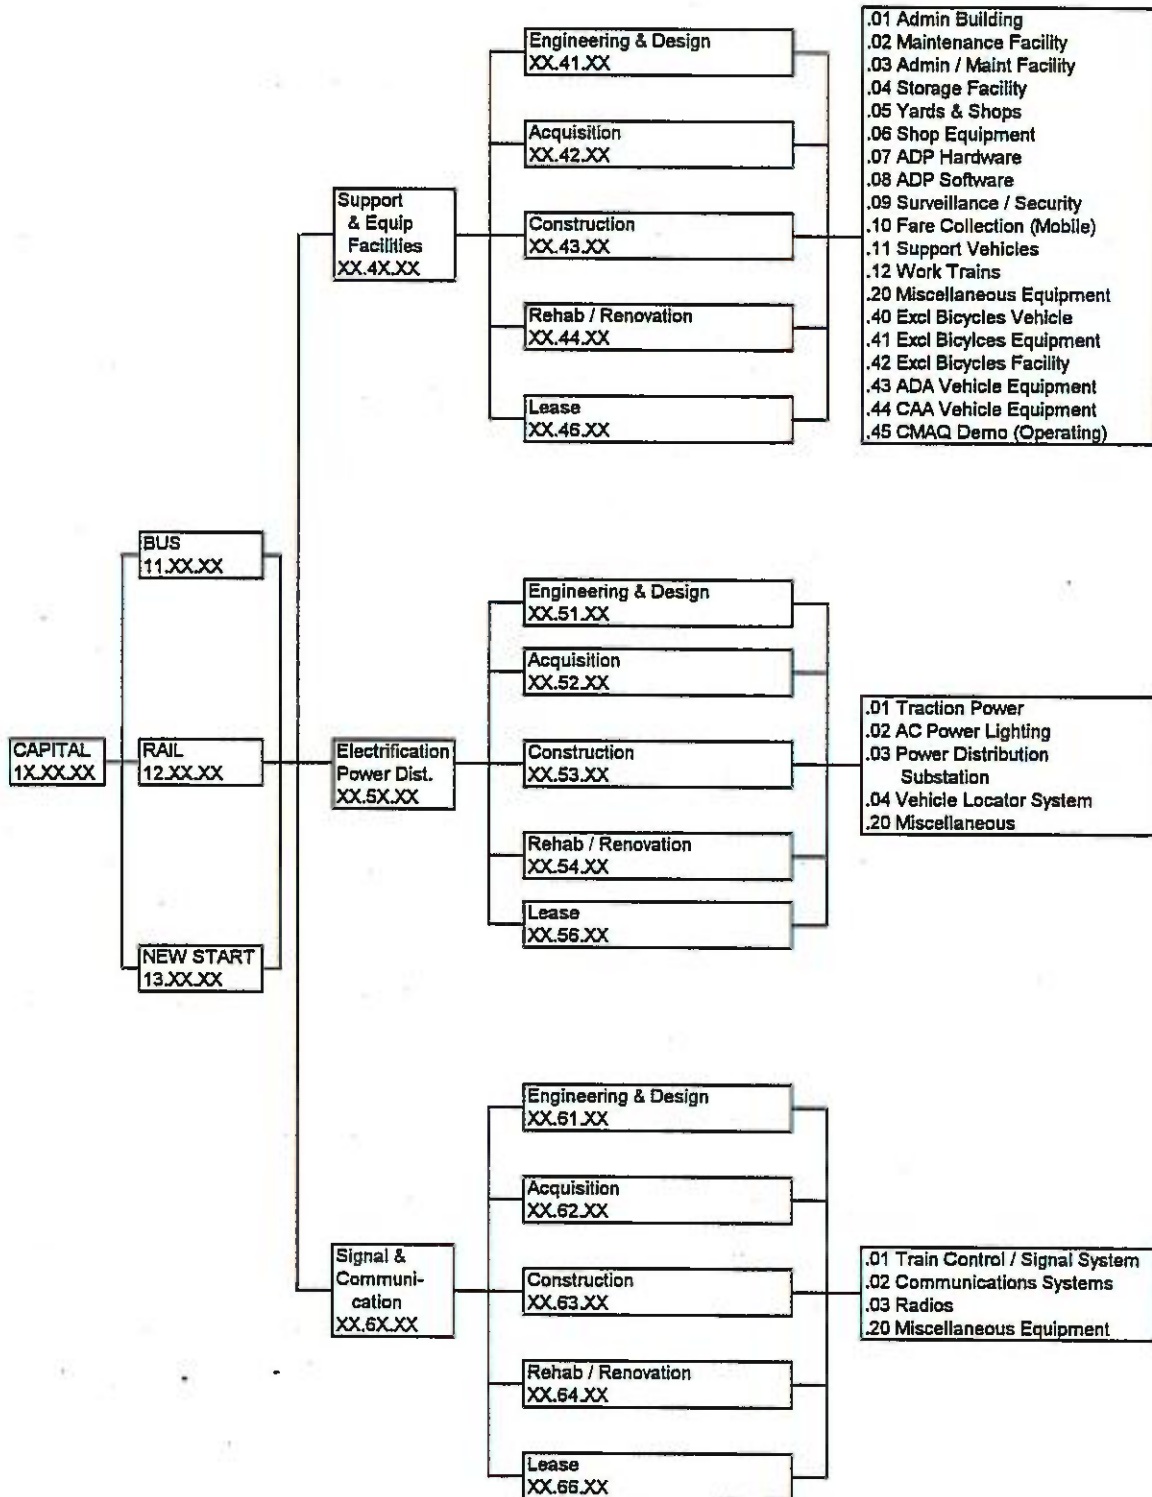 CAPITAL
1X.XX.XX
BUS
11.XX.XX
RAIL
12.XX.XX
NEW START
13.XX.XX
Support
& Equip
Facilities
XX.4X.XX
Engineering & Design
XX.41.XX
Acquisition
XX.42.XX
Construction
XX.43.XX
Rehab / Renovation
XX.44.XX
Lease
XX.46.XX
.01 Admin Building
.02 Maintenance Facility
.03 Admin / Maint Facility
.04 Storage Facility
.05 Yards & Shops
.06 Shop Equipment
.07 ADP Hardware
.08 ADP Software
.09 Surveillance / Security
.10 Fare Collection (Mobile)
.11 Support Vehicles
.12 Work Trains
.20 Miscellaneous Equipment
.40 Excl Bicycles Vehicle
.41 Excl Bicylces Equipment
.42 Excl Bicycles Facility
.43 ADA Vehicle Equipment
.44 CAA Vehicle Equipment
.45 CMAQ Demo (Operating)
Electrification
Power Dist.
XX.5X.XX
Engineering & Design
XX.51.XX
Acquisition
XX.52.XX
Construction
XX.53.XX
Rehab / Renovation
XX.54.XX
Lease
XX.56.XX
.01 Traction Power
.02 AC Power Lighting
.03 Power Distribution
Substation
.04 Vehicle Locator System
.20 Miscellaneous
Signal &
Communi-
cation
XX.6X.XX
Engineering & Design
XX.61.XX
Acquisition
XX.62.XX
Construction
XX.63.XX
Rehab / Renovation
XX.64.XX
Lease
XX.66.XX
.01 Train Control / Signal System
.02 Communications Systems
.03 Radios
.20 Miscellaneous Equipment